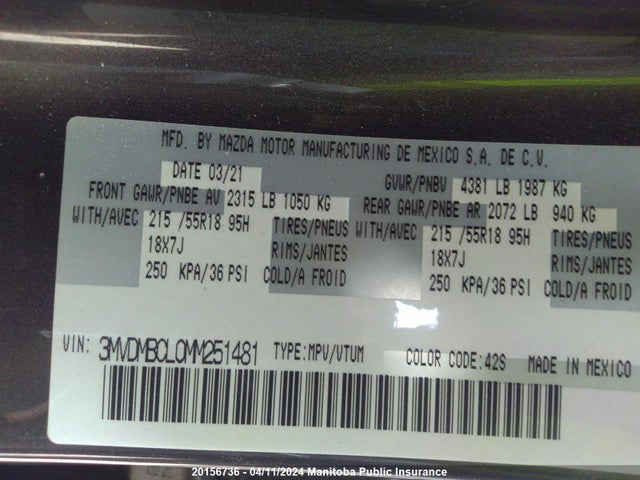 MFD. BY MAZDA MOTOR MANUFACTURING DE MEXICO S.A. DE C.V.
DATE 03/21 GVWR/PNBV 4381 LB 1987 KG
FRONT GAWR/PNBE AV 2315 LB 1050 KG REAR GAWR/PNBE AR 2072 LB 940 KG
WITH/AVEC 215 /55R18 95H TIRES/PNEUS WITH/AVEC 215 /55R18 95H TIRES/PNEUS
18X7J RIMS/JANTES 18X7J RIMS/JANTES
250 KPA/36 PSI COLD/A FROID 250 KPA/36 PSI COLD/A FROID
VIN: 3MVDMBCL0MM251481 TYPE:MPV/VTUM COLOR CODE:42S MADE IN MEXICO
20156736 - 04/11/2024 Manitoba Public Insurance